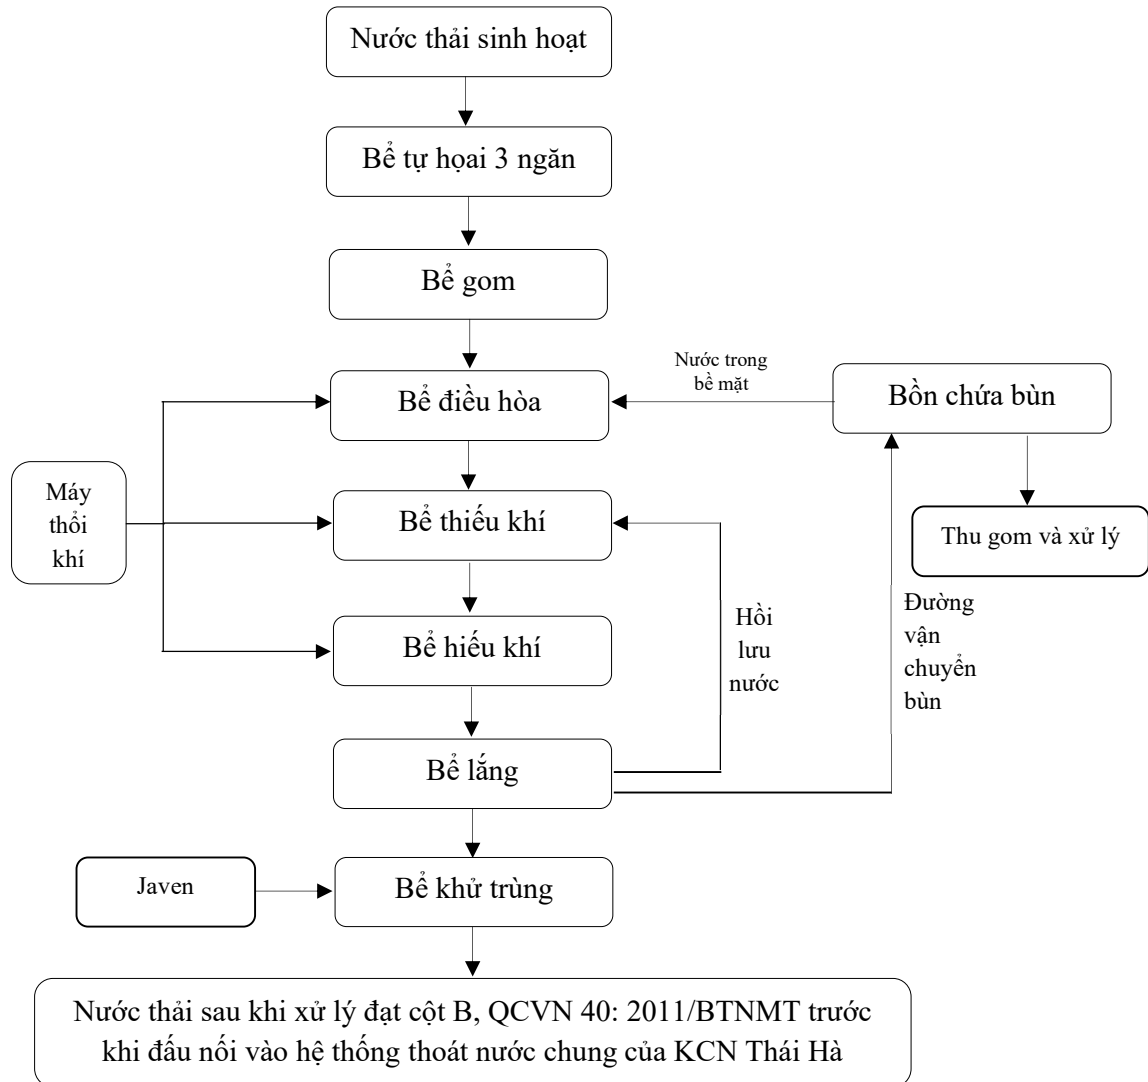 Nước thải sinh hoạt
Bể tự họai 3 ngăn
Bể gom
Nước trong
bề mặt
Bể điều hòa
Bồn chứa bùn
Máy
thổi
khí
Bể thiếu khí
Thu gom và xử lý
Hồi
lưu
nước
Đường
vận
chuyển
bùn
Bể hiếu khí
Bể lắng
Javen
Bể khử trùng
Nước thải sau khi xử lý đạt cột B, QCVN 40: 2011/BTNMT trước
khi đấu nối vào hệ thống thoát nước chung của KCN Thái Hà